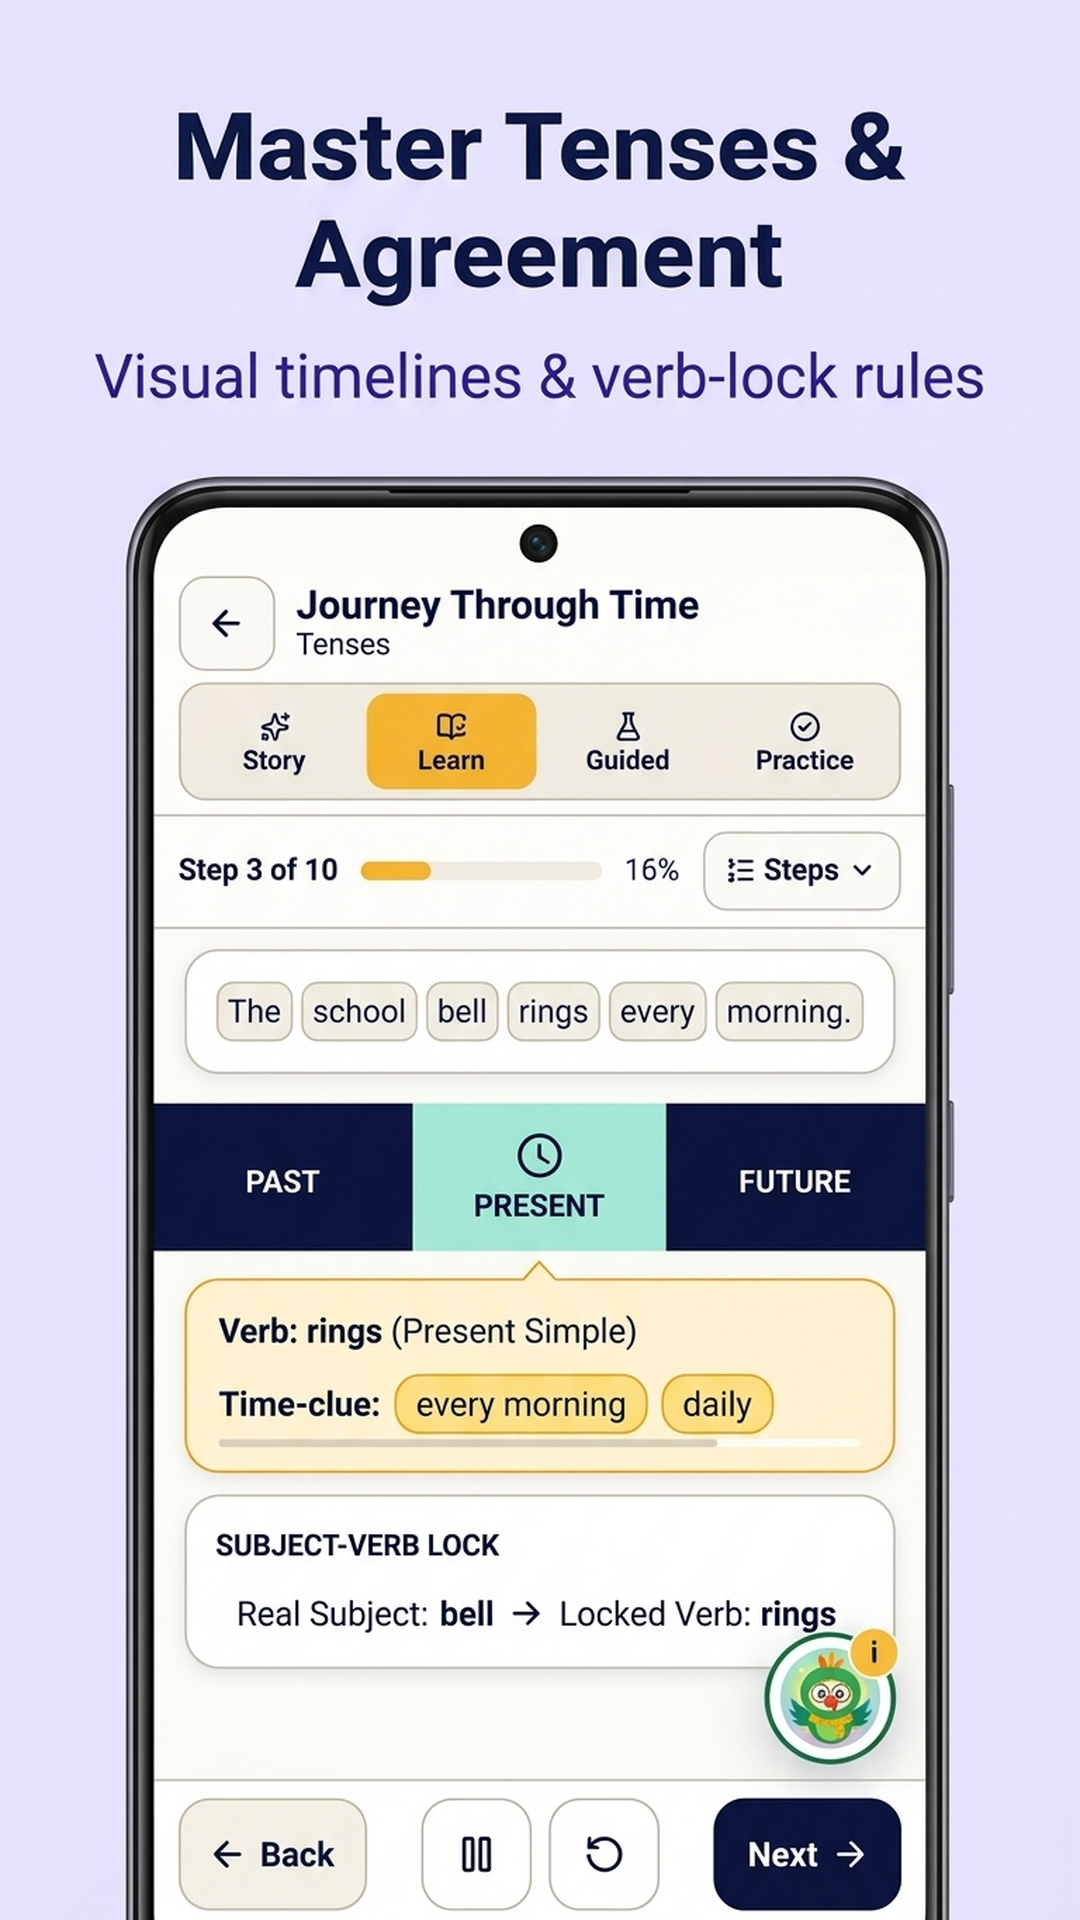 Master Tenses &
Agreement
Visual timelines & verb-lock rules
Journey Through Time
Tenses
Story
Learn
Guided
Practice
Step 3 of 10
16%
Steps
The school bell rings every morning.
PAST
PRESENT
FUTURE
Verb: rings (Present Simple)
Time-clue: every morning daily
SUBJECT-VERB LOCK
Real Subject: bell → Locked Verb: rings
i
← Back
Next →